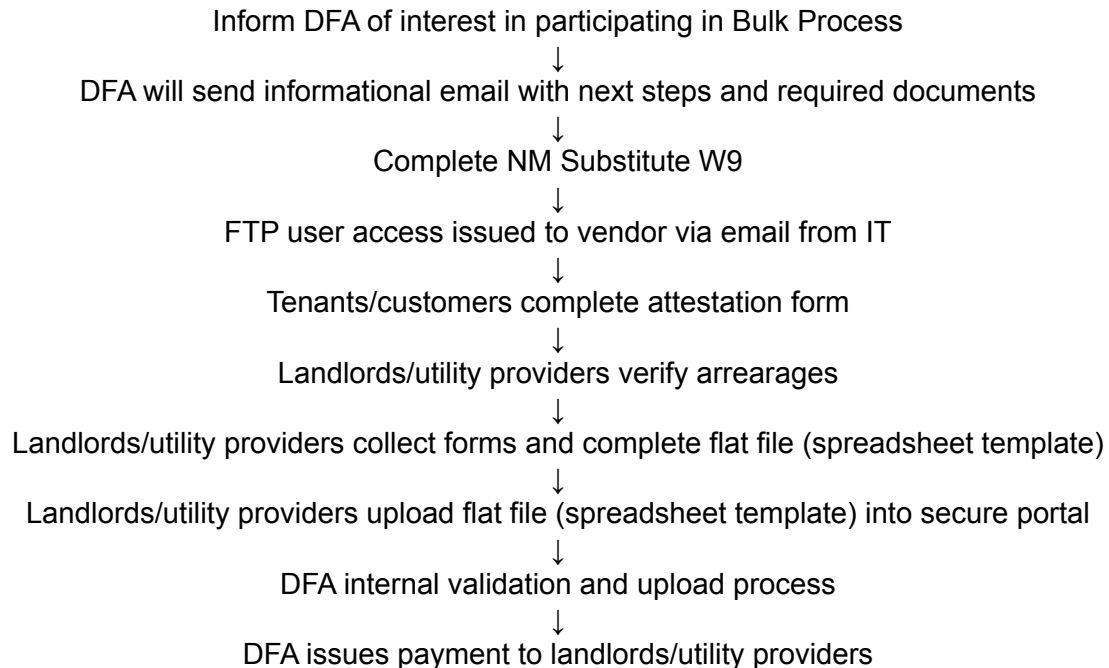 Inform DFA of interest in participating in Bulk Process
↓
DFA will send informational email with next steps and required documents
↓
Complete NM Substitute W9
↓
FTP user access issued to vendor via email from IT
↓
Tenants/customers complete attestation form
↓
Landlords/utility providers verify arrearages
↓
Landlords/utility providers collect forms and complete flat file (spreadsheet template)
↓
Landlords/utility providers upload flat file (spreadsheet template) into secure portal
↓
DFA internal validation and upload process
↓
DFA issues payment to landlords/utility providers